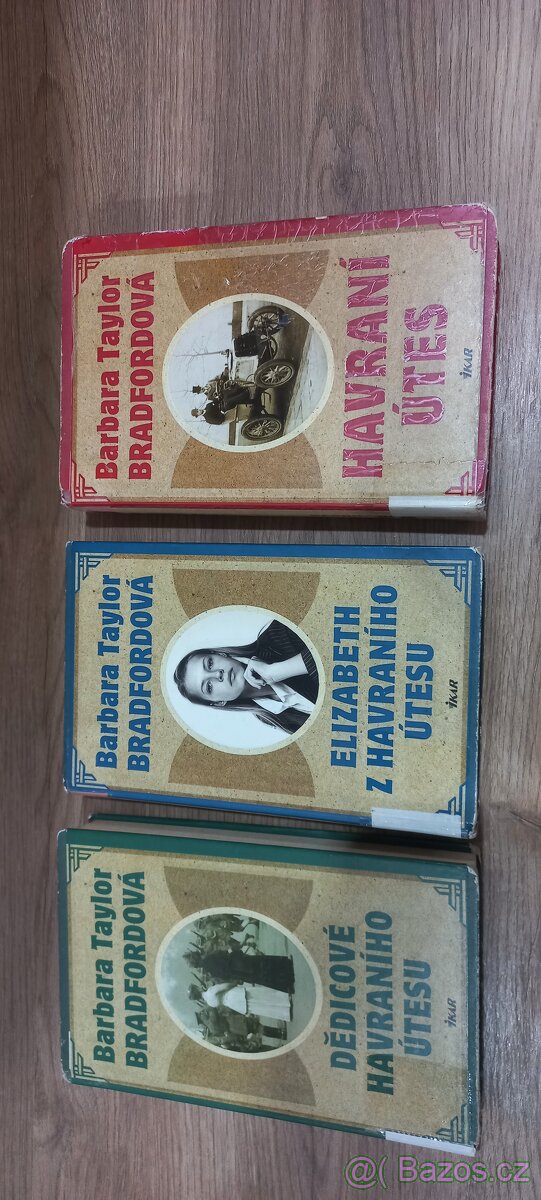 Barbara Taylor
BRADFORDOVÁ
HAVRANÍ
ÚTES
iKAR
Barbara Taylor
BRADFORDOVÁ
ELIZABETH
Z HAVRANÍHO
ÚTESU
iKAR
Barbara Taylor
BRADFORDOVÁ
DĚDICOVÉ
HAVRANÍHO
ÚTESU
iKAR
@( Bazos.cz